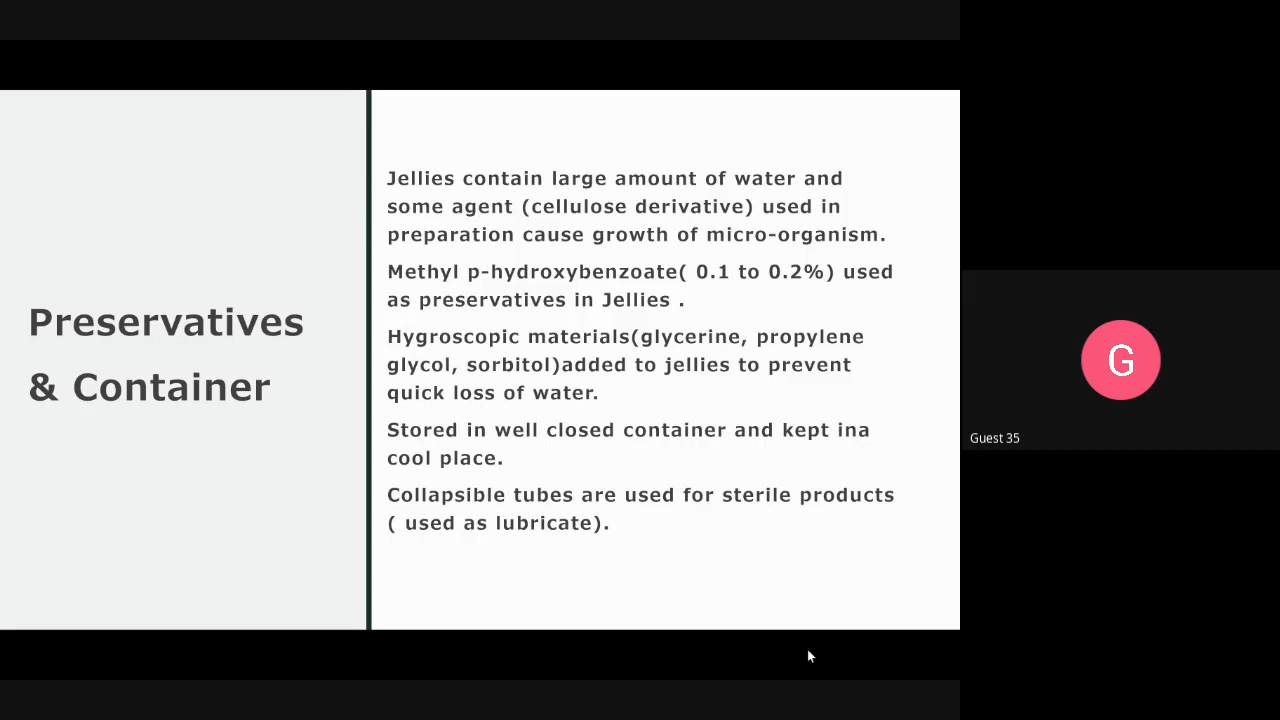 Preservatives
& Container
Jellies contain large amount of water and
some agent (cellulose derivative) used in
preparation cause growth of micro-organism.
Methyl p-hydroxybenzoate( 0.1 to 0.2%) used
as preservatives in Jellies .
Hygroscopic materials(glycerine, propylene
glycol, sorbitol)added to jellies to prevent
quick loss of water.
Stored in well closed container and kept ina
cool place.
Collapsible tubes are used for sterile products
( used as lubricate).
G
Guest 35